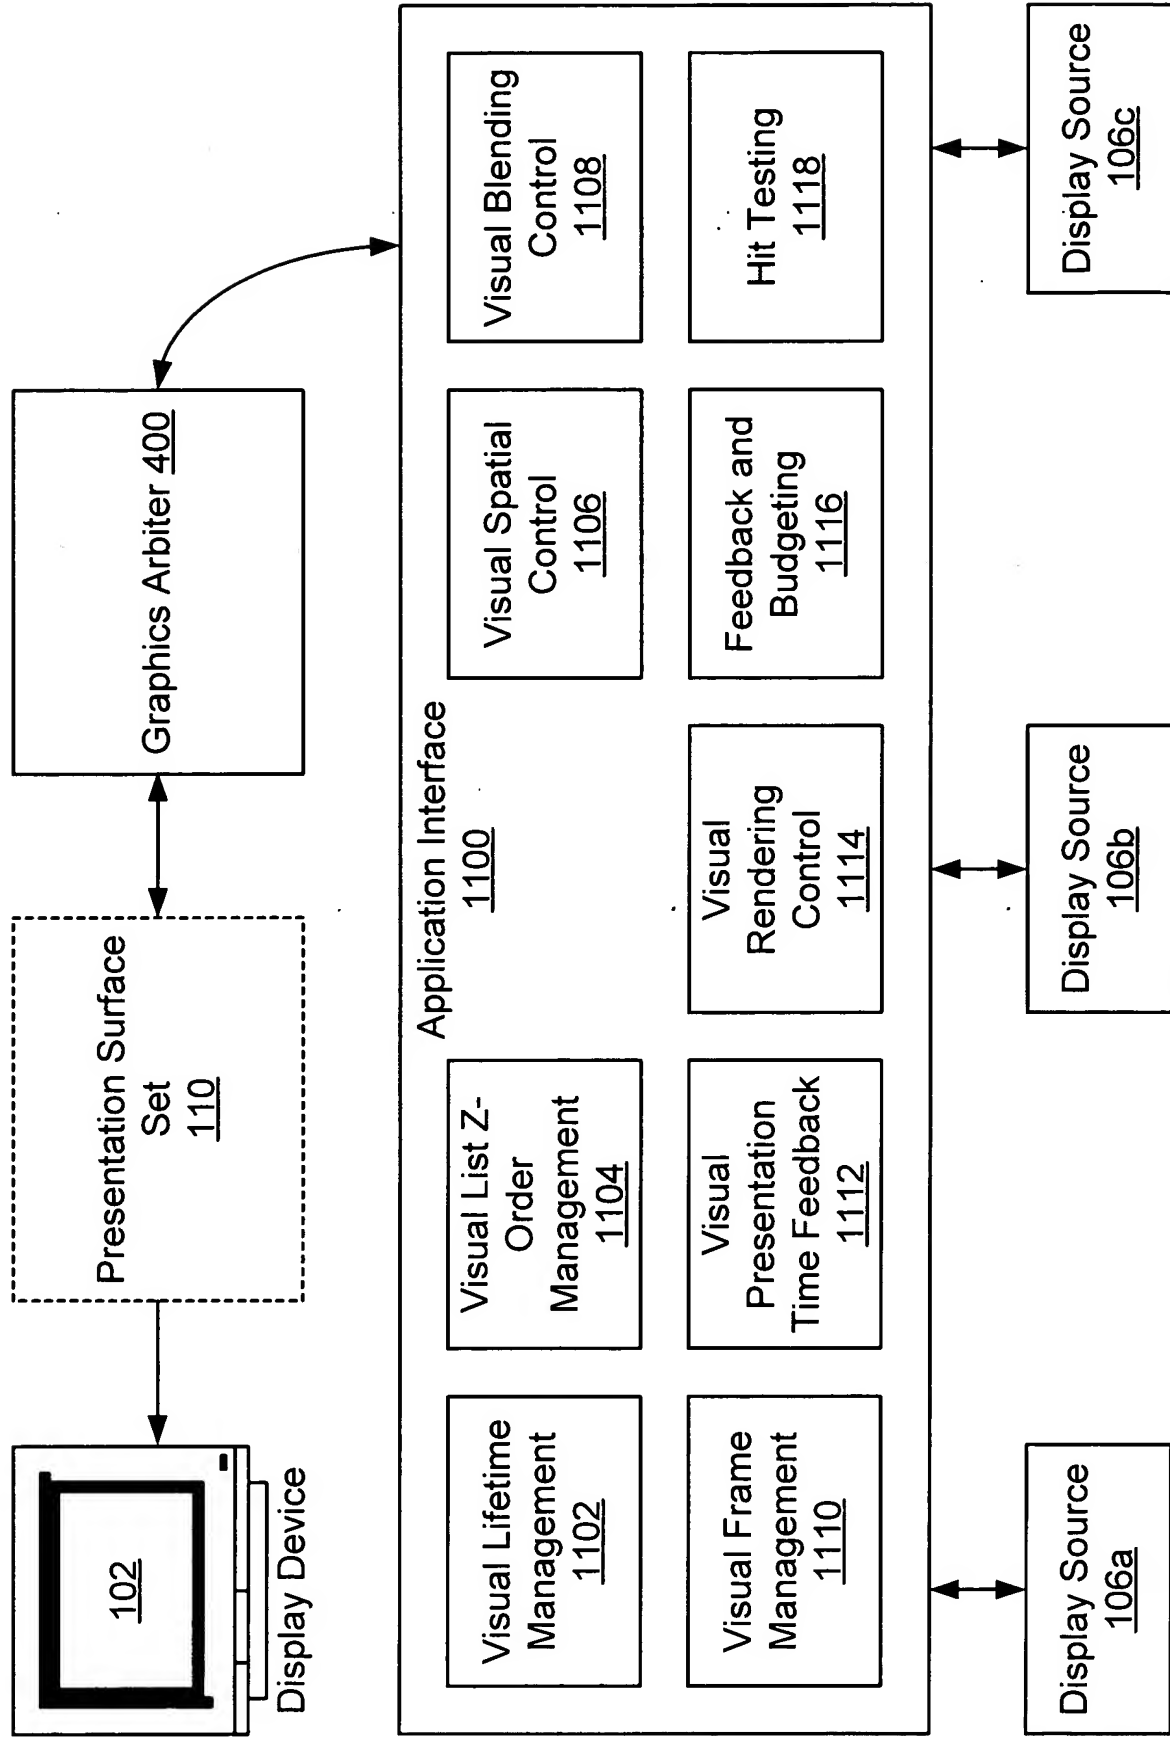 102
Display Device
Presentation Surface
Set
110
Graphics Arbiter 400
Application Interface
1100
Visual Lifetime
Management
1102
Visual List Z-
Order
Management
1104
Visual Spatial
Control
1106
Visual Blending
Control
1108
Visual Frame
Management
1110
Visual
Presentation
Time Feedback
1112
Visual
Rendering
Control
1114
Feedback and
Budgeting
1116
Hit Testing
1118
Display Source
106a
Display Source
106b
Display Source
106c